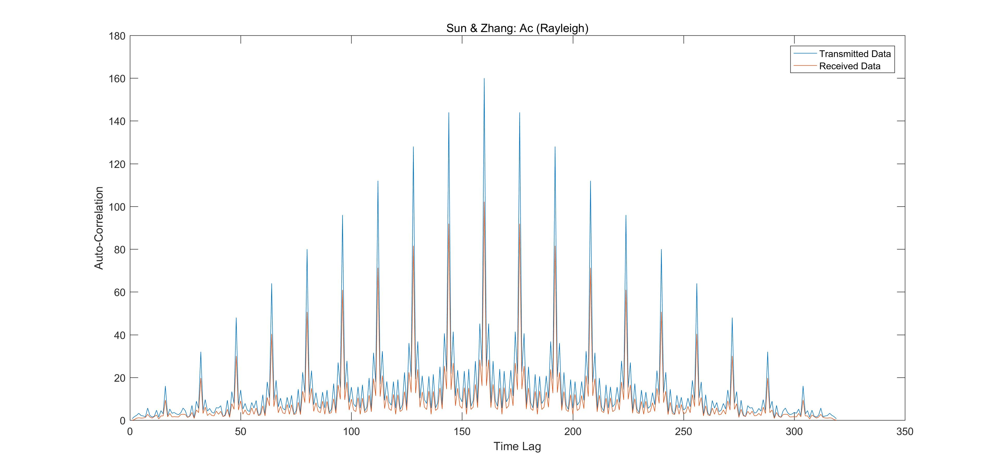 Sun & Zhang: Ac (Rayleigh)
180
160
140
120
100
80
60
40
20
0
Auto-Correlation
Transmitted Data
Received Data
0 50 100 150 200 250 300 350
Time Lag